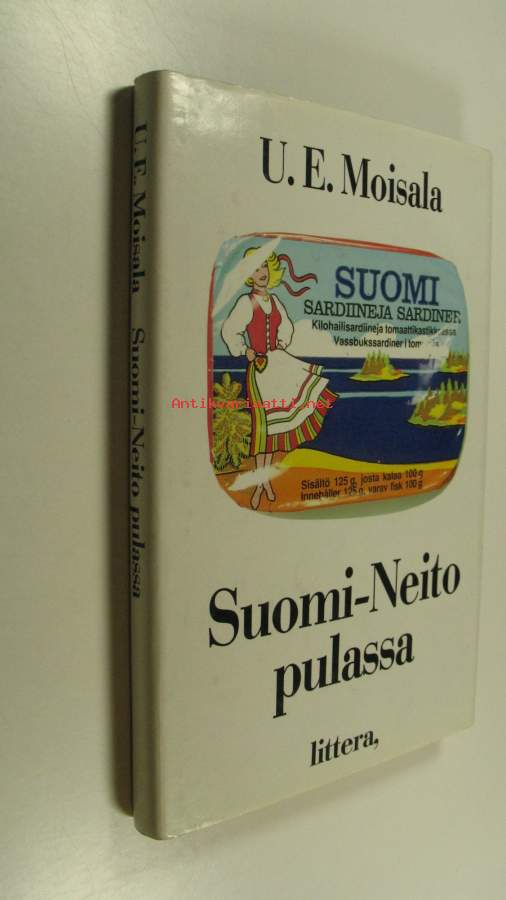 U. E. Moisala Suomi-Neito pulassa
U. E. Moisala
SUOMI
SARDIINEJA SARDINER
Kilohailisardiineja tomaattikastikkeessa
Vassbukssardiner i
Antikvariaatti.net
Sisältö 125 g, josta kalaa 100 g
Innehåller 125 g, varav fisk 100 g
Suomi-Neito
pulassa
littera,